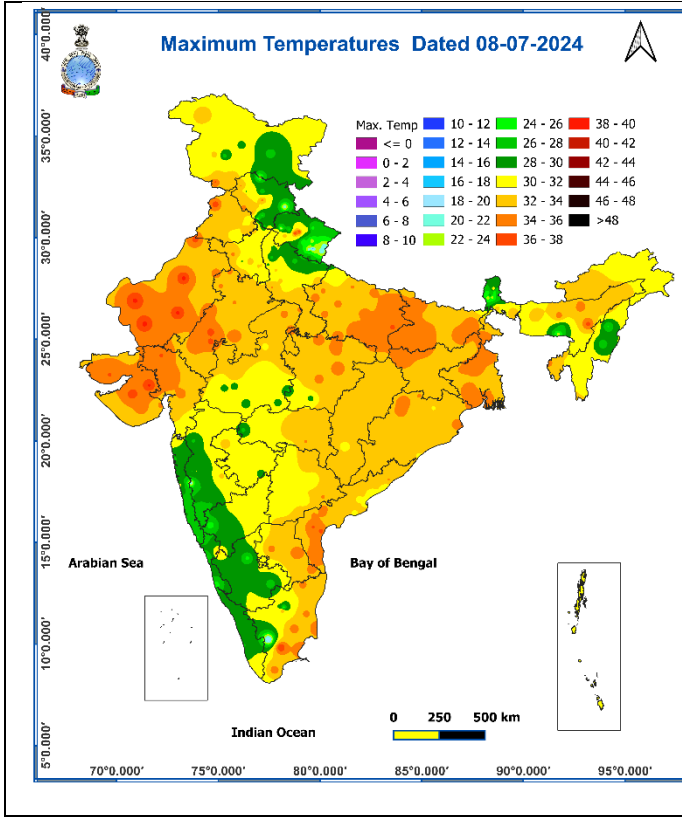 Maximum Temperatures Dated 08-07-2024
Max. Temp
<= 0
0 - 2
2 - 4
4 - 6
6 - 8
8 - 10
10 - 12
12 - 14
14 - 16
16 - 18
18 - 20
20 - 22
22 - 24
24 - 26
26 - 28
28 - 30
30 - 32
32 - 34
34 - 36
36 - 38
38 - 40
40 - 42
42 - 44
44 - 46
46 - 48
>48
40°0.000'
35°0.000'
30°0.000'
25°0.000'
20°0.000'
15°0.000'
10°0.000'
5°0.000'
Arabian Sea
Bay of Bengal
Indian Ocean
0 250 500 km
70°0.000' 75°0.000' 80°0.000' 85°0.000' 90°0.000' 95°0.000'